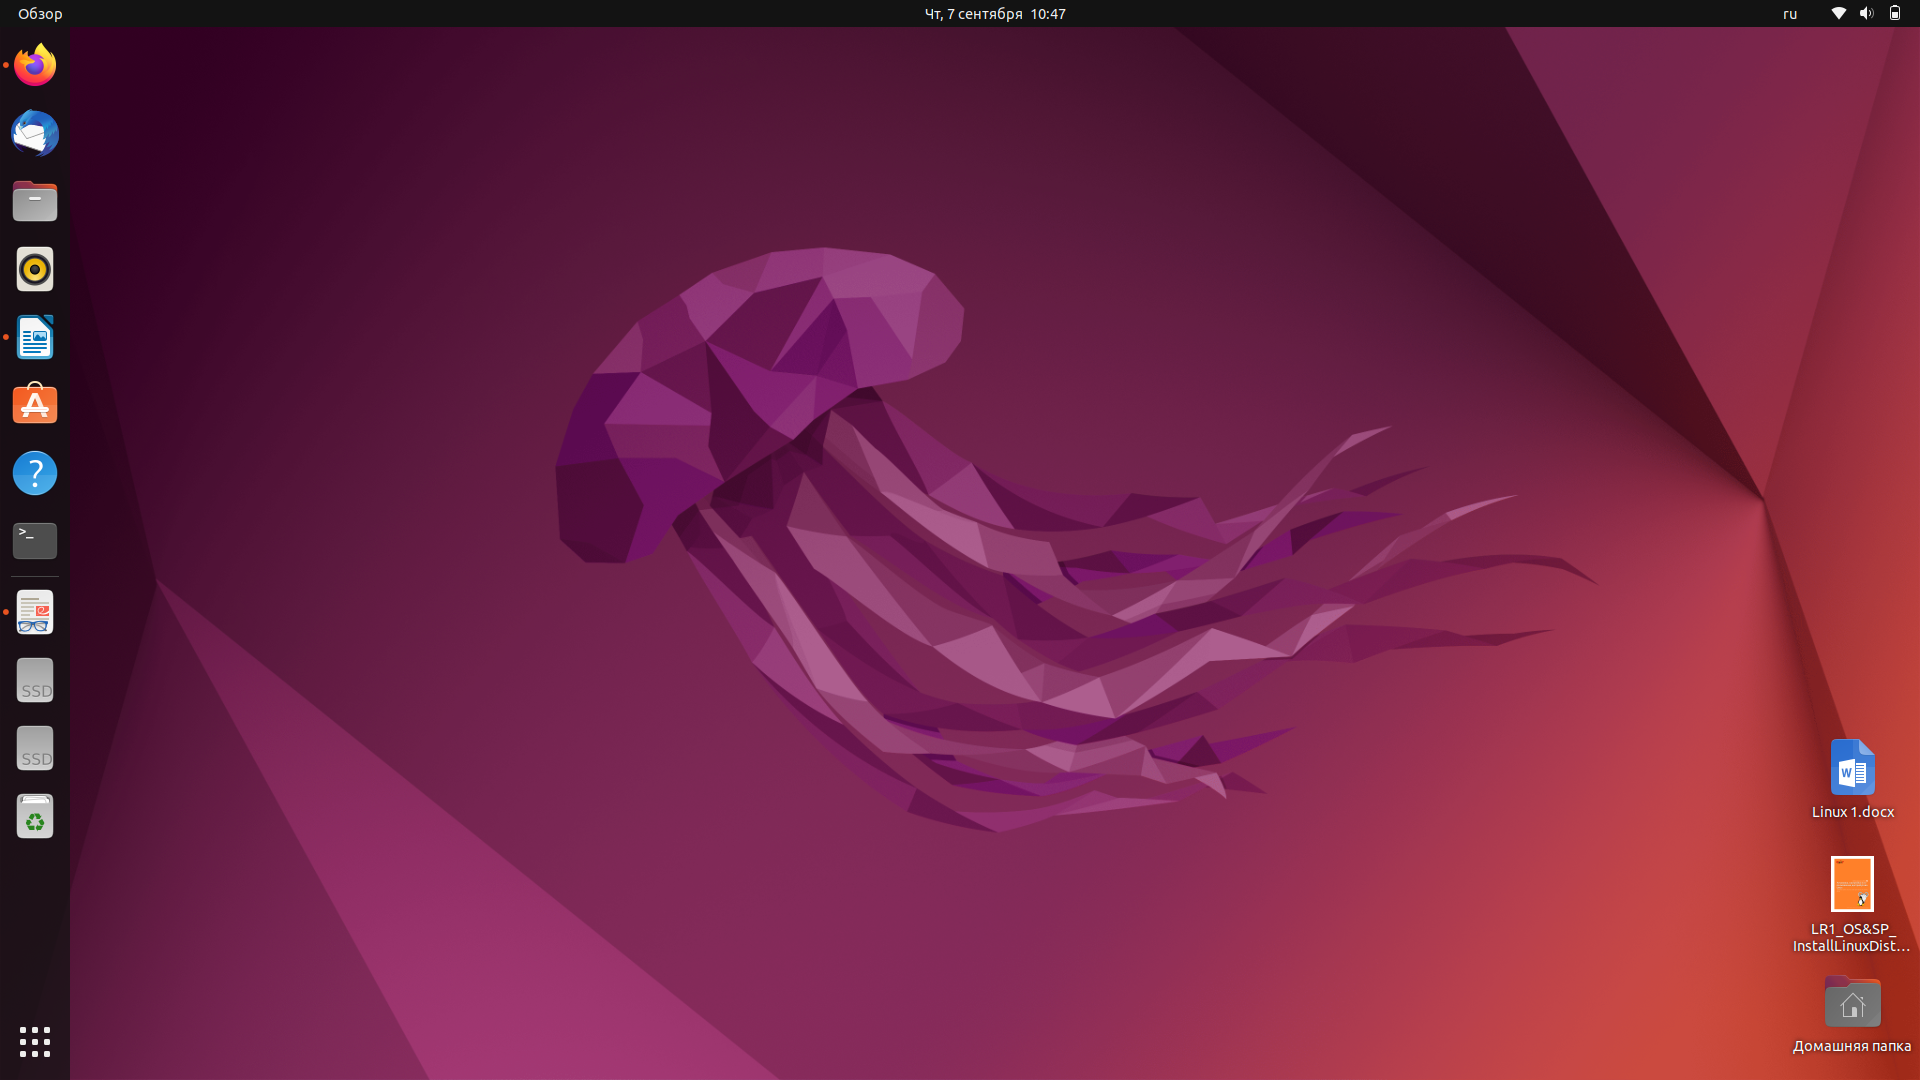 Обзор
Чт, 7 сентября 10:47
ru
>_
SSD
SSD
W
Linux 1.docx
LR1_OS&SP_
InstallLinuxDist...
Домашняя папка